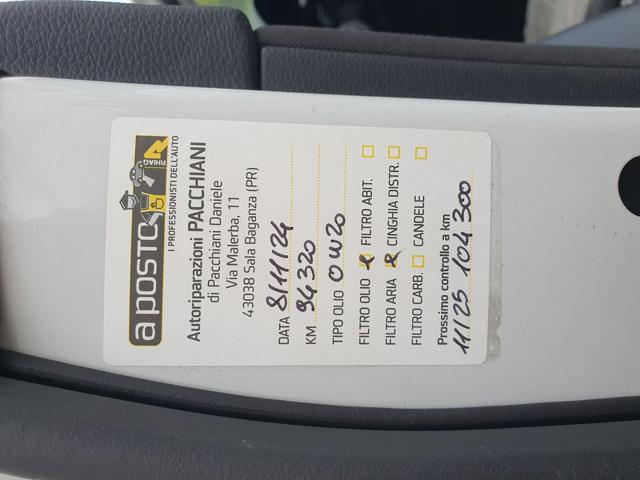 a posto
RHIAG
I PROFESSIONISTI DELL'AUTO
Autoriparazioni PACCHIANI
di Pacchiani Daniele
Via Malerba, 11
43038 Sala Baganza (PR)
DATA 8/11/24
KM 94320
TIPO OLIO 0W20
FILTRO OLIO FILTRO ABIT.
FILTRO ARIA CINGHIA DISTR.
FILTRO CARB. CANDELE
Prossimo controllo a km
11/25 104300